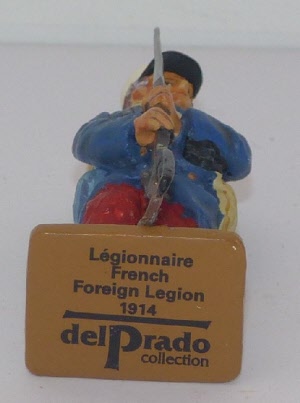 Légionnaire
French
Foreign Legion
1914
delPrado
collection